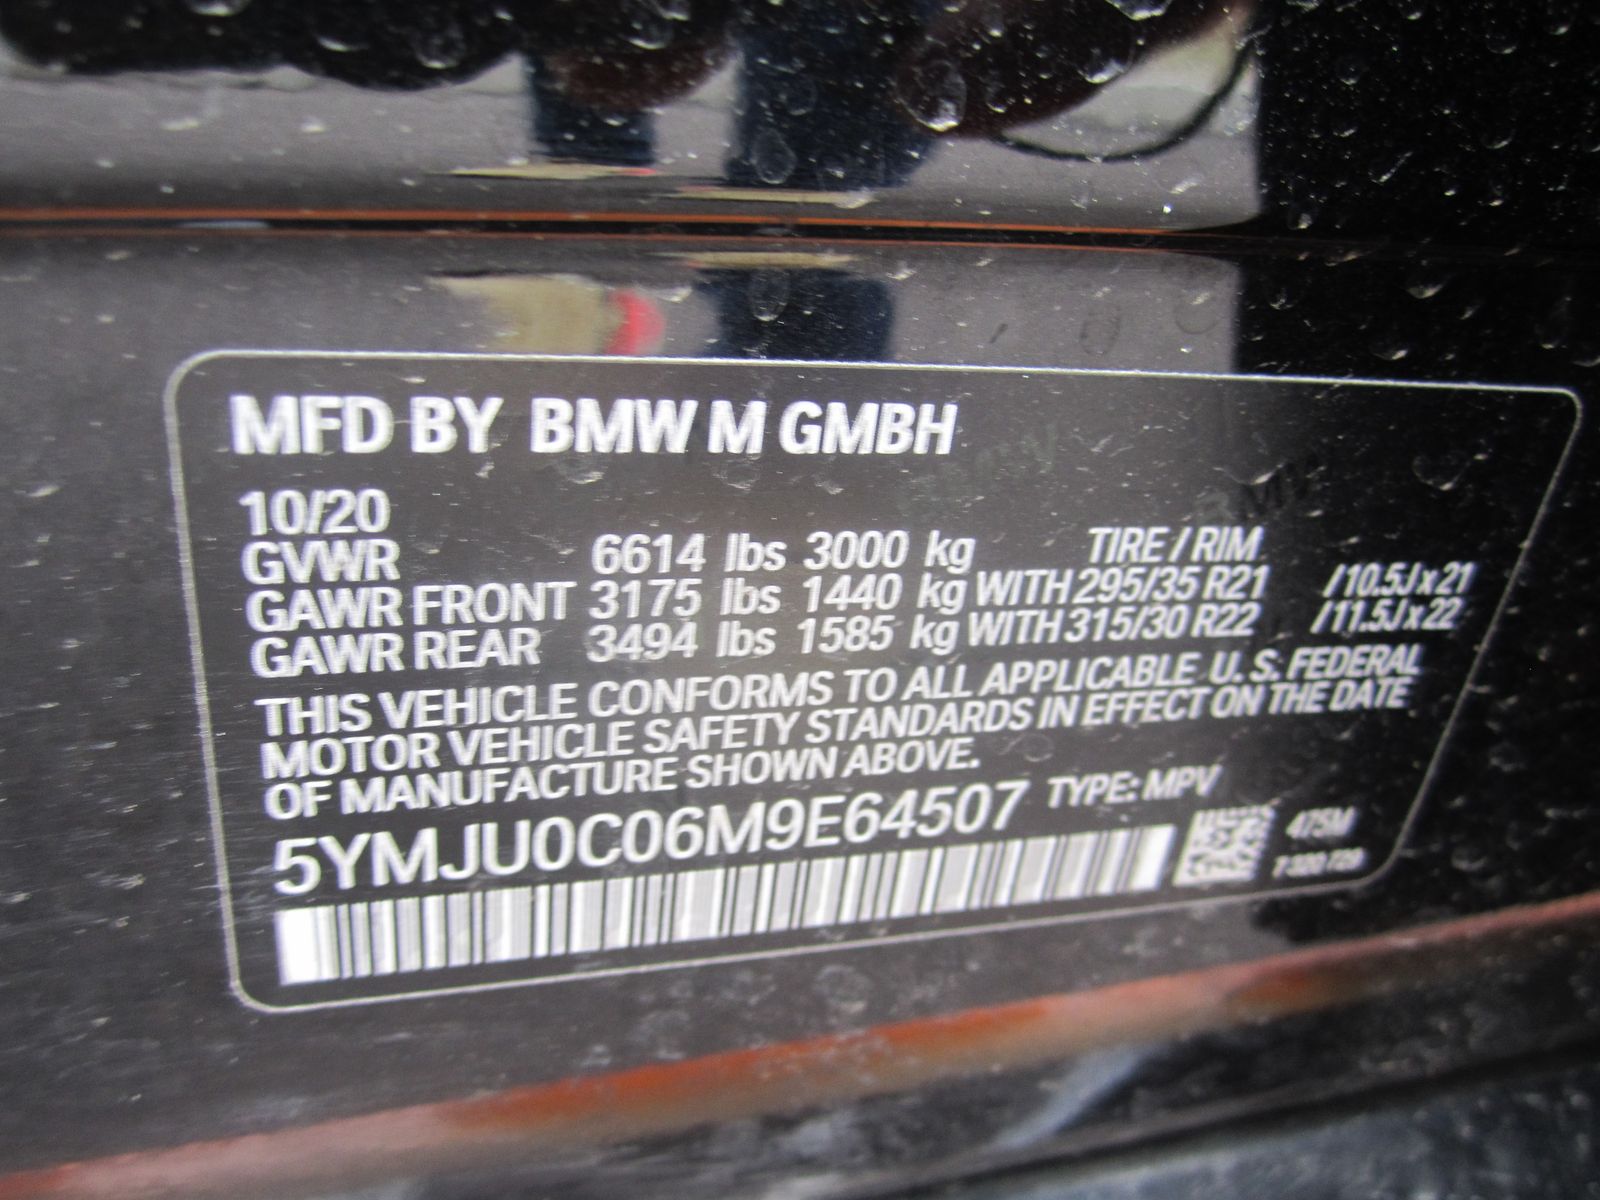 MFD BY BMW M GMBH
10/20
GVWR 6614 lbs 3000 kg TIRE / RIM
GAWR FRONT 3175 lbs 1440 kg WITH 295/35 R21 / 10.5J x 21
GAWR REAR 3494 lbs 1585 kg WITH 315/30 R22 / 11.5J x 22
THIS VEHICLE CONFORMS TO ALL APPLICABLE U. S. FEDERAL
MOTOR VEHICLE SAFETY STANDARDS IN EFFECT ON THE DATE
OF MANUFACTURE SHOWN ABOVE.
5YMJU0C06M9E64507 TYPE: MPV
475M